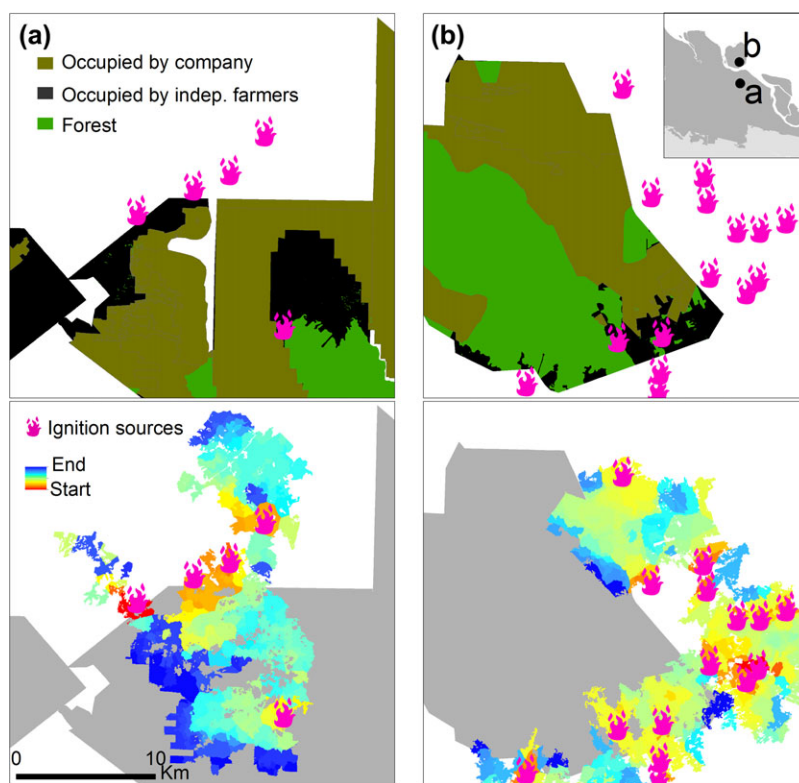 (a)
Occupied by company
Occupied by indep. farmers
Forest
(b)
b
a
Ignition sources
End
Start
0 10
Km